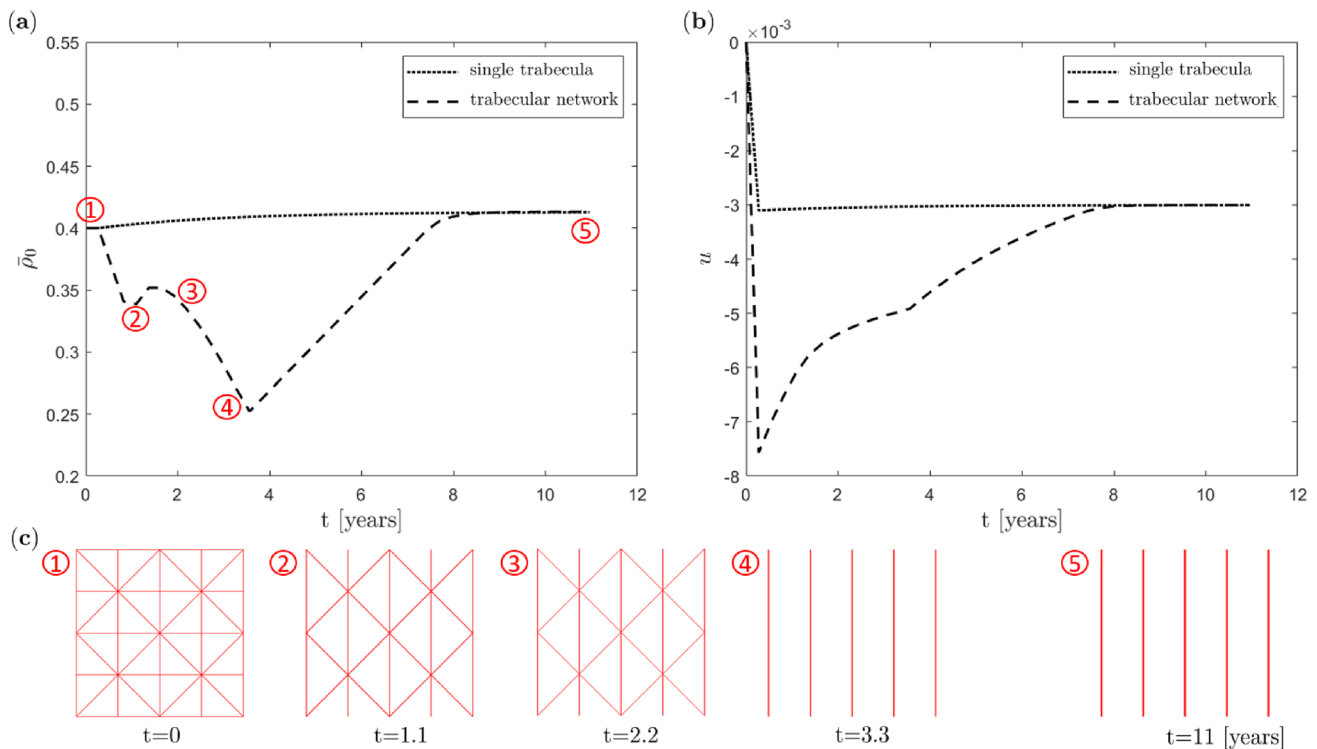 (a)
0.55
0.5
0.45
0.4
0.35
0.3
0.25
0.2
ρ̄₀
single trabecula
trabecular network
①
②
③
④
⑤
0 2 4 6 8 10 12
t [years]
(b)
×10⁻³
0
-1
-2
-3
-4
-5
-6
-7
-8
u
single trabecula
trabecular network
0 2 4 6 8 10 12
t [years]
(c)
① ② ③ ④ ⑤
t=0 t=1.1 t=2.2 t=3.3 t=11 [years]